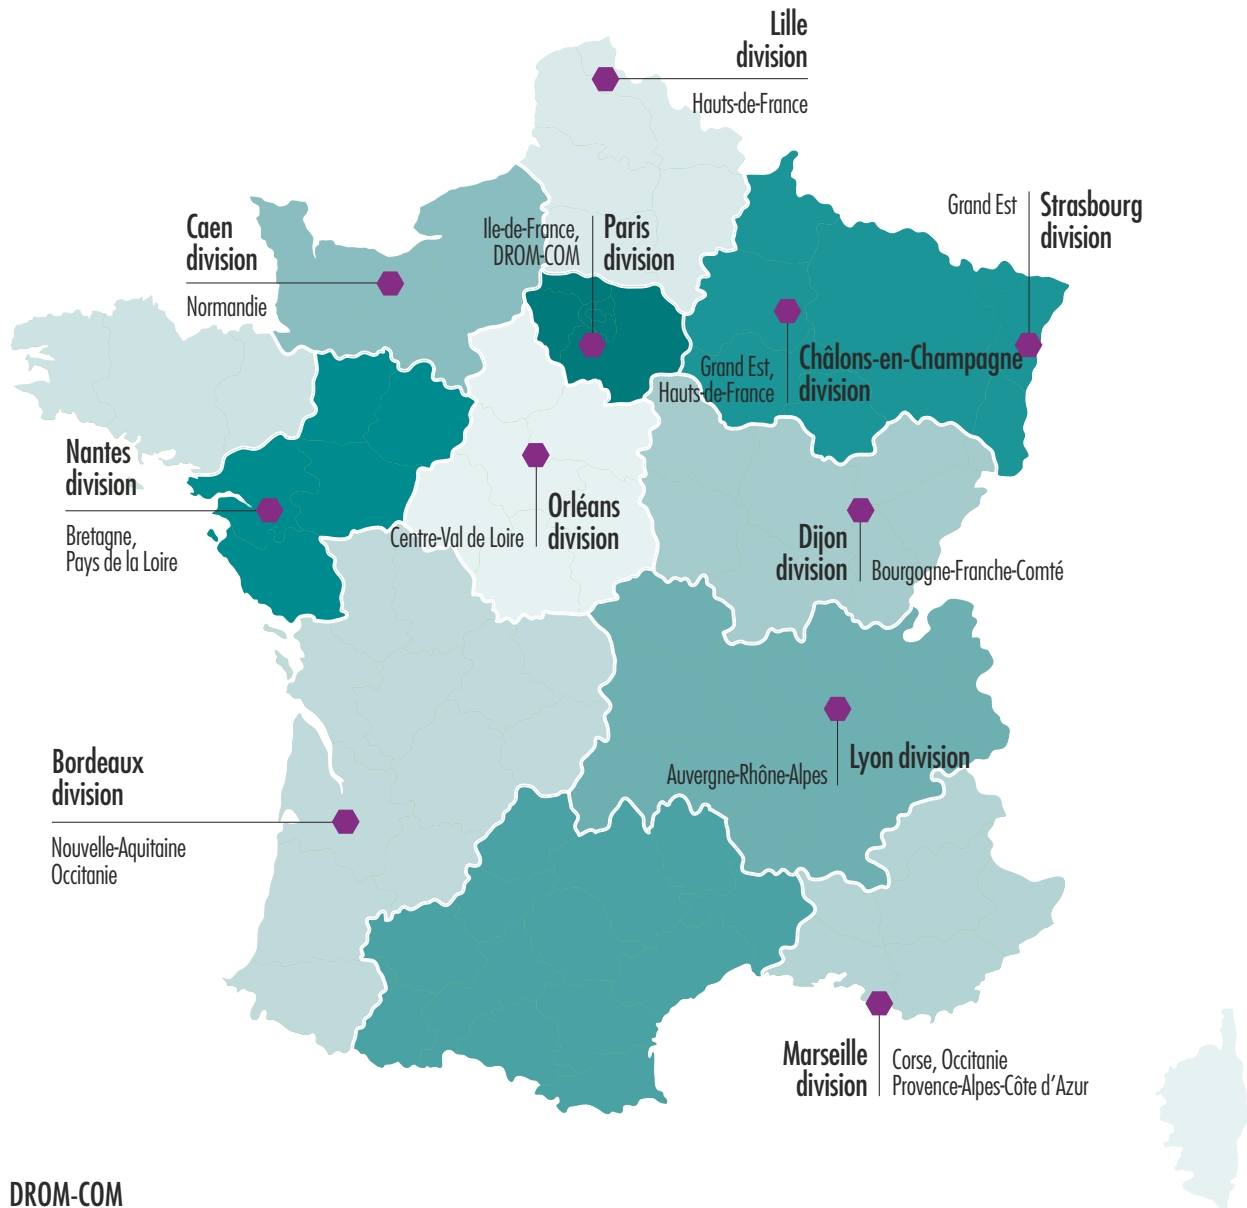 Lille
division
Hauts-de-France
Caen
division
Normandie
Ile-de-France,
DROM-COM
Paris
division
Grand Est
Strasbourg
division
Grand Est,
Hauts-de-France
Châlons-en-Champagne
division
Nantes
division
Bretagne,
Pays de la Loire
Centre-Val de Loire
Orléans
division
Dijon
division
Bourgogne-Franche-Comté
Bordeaux
division
Nouvelle-Aquitaine
Occitanie
Auvergne-Rhône-Alpes
Lyon division
Marseille
division
Corse, Occitanie
Provence-Alpes-Côte d’Azur
DROM-COM